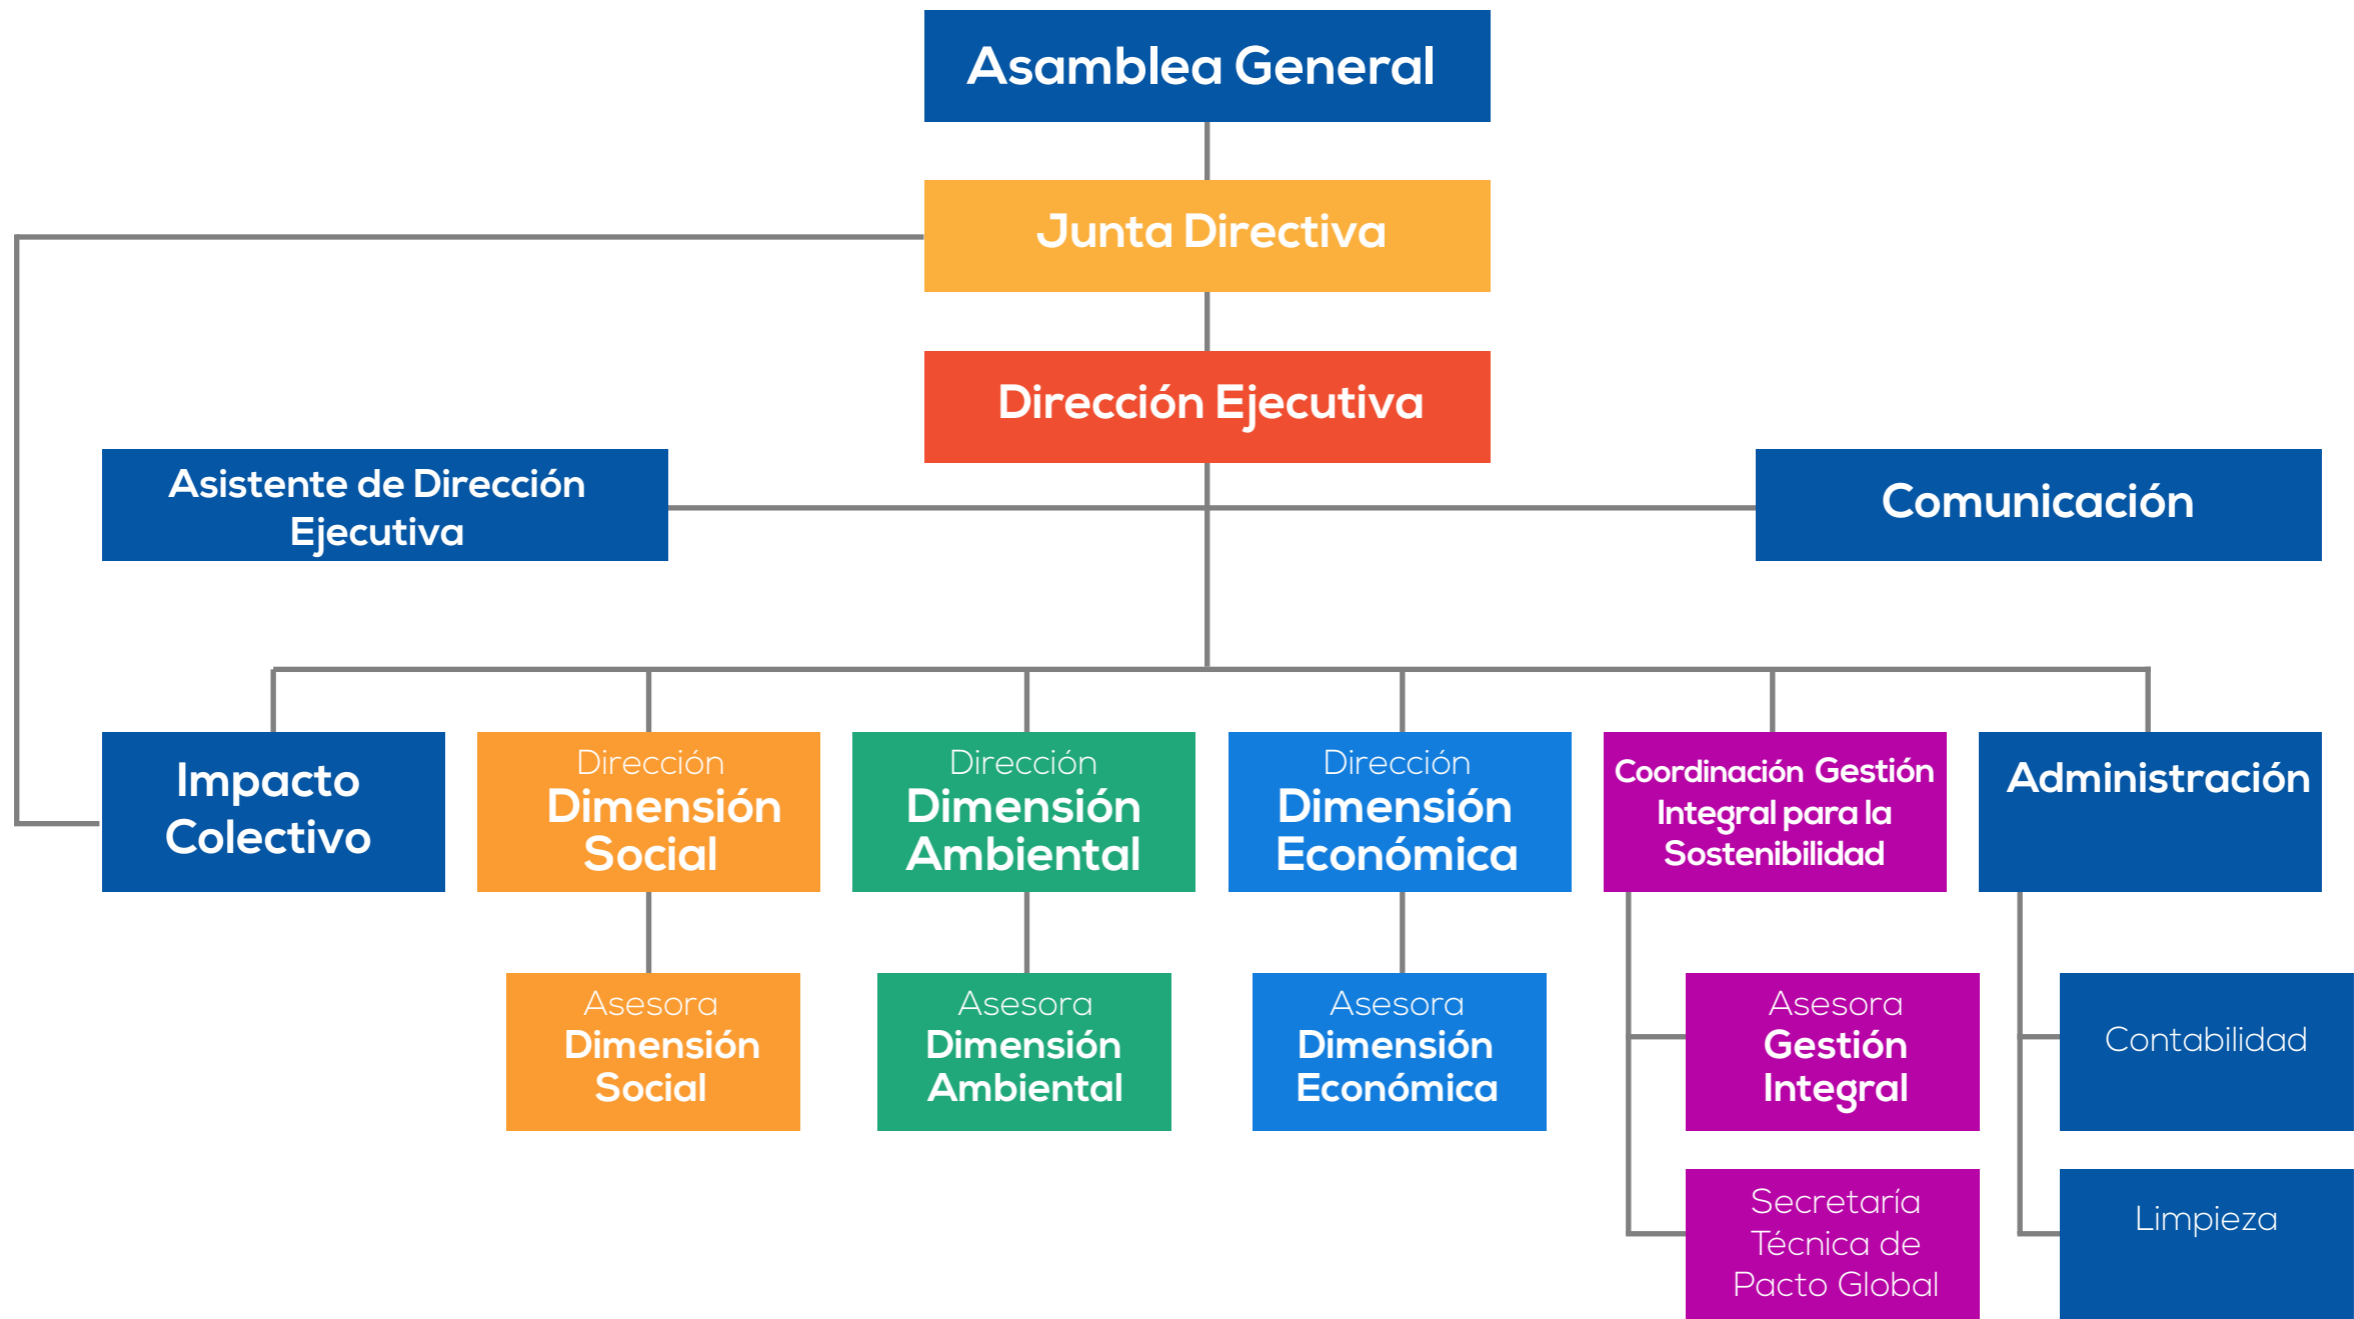 Asamblea General
Junta Directiva
Dirección Ejecutiva
Asistente de Dirección
Ejecutiva
Comunicación
Impacto
Colectivo
Dirección
Dimensión
Social
Dirección
Dimensión
Ambiental
Dirección
Dimensión
Económica
Coordinación Gestión
Integral para la
Sostenibilidad
Administración
Asesora
Dimensión
Social
Asesora
Dimensión
Ambiental
Asesora
Dimensión
Económica
Asesora
Gestión
Integral
Contabilidad
Secretaría
Técnica de
Pacto Global
Limpieza